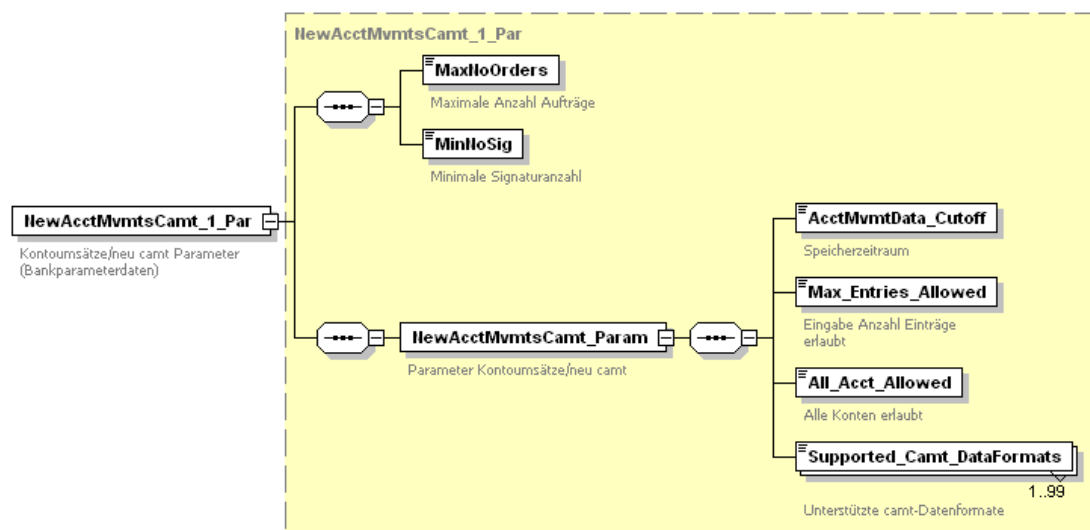 NewAcctMvmtsCamt_1_Par
MaxNoOrders
Maximale Anzahl Aufträge
MinNoSig
Minimale Signaturanzahl
NewAcctMvmtsCamt_1_Par
Kontoumsätze/neu camt Parameter
(Bankparameterdaten)
NewAcctMvmtsCamt_Param
Parameter Kontoumsätze/neu camt
AcctMvmtData_Cutoff
Speicherzeitraum
Max_Entries_Allowed
Eingabe Anzahl Einträge
erlaubt
All_Acct_Allowed
Alle Konten erlaubt
Supported_Camt_DataFormats
1..99
Unterstützte camt-Datenformate